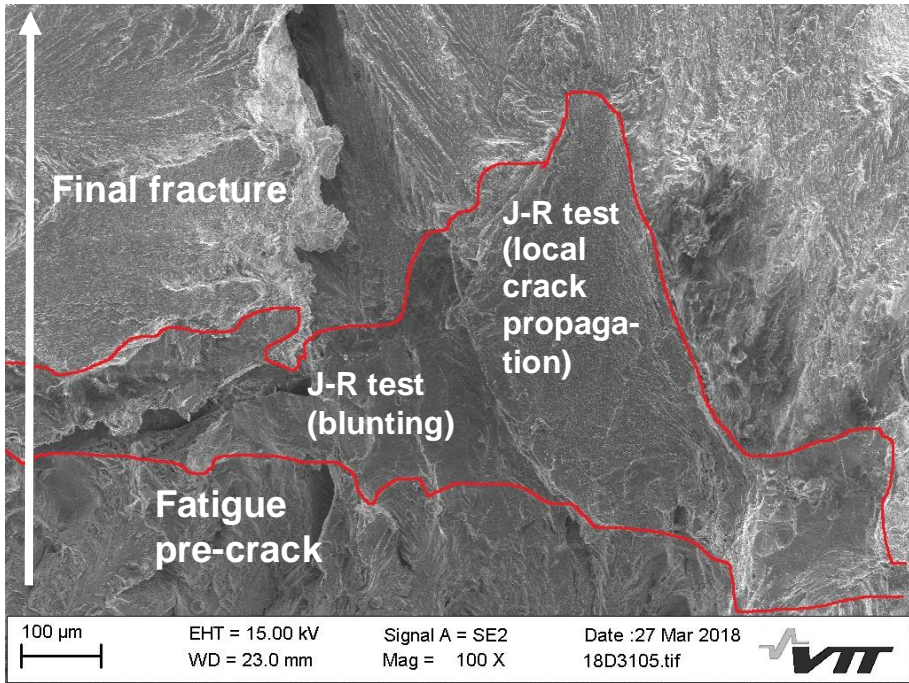 Final fracture
J-R test
(local
crack
propaga-
tion)
J-R test
(blunting)
Fatigue
pre-crack
100 µm
EHT = 15.00 kV
WD = 23.0 mm
Signal A = SE2
Mag = 100 X
Date :27 Mar 2018
18D3105.tif
VTT